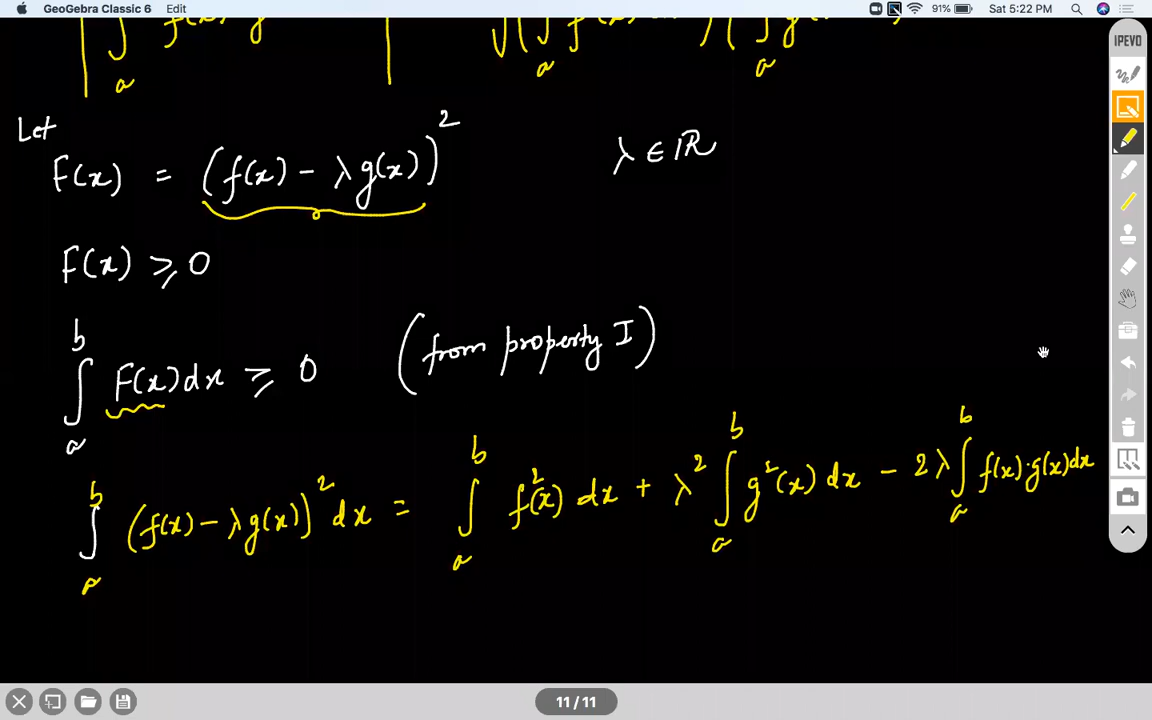 GeoGebra Classic 6 Edit 91% Sat 5:22 PM
IPEVO
Let
F(x) = (f(x) - λg(x))² λ ∈ ℝ
F(x) ⩾ 0
∫ₐᵇ F(x)dx ⩾ 0 (from property I)
∫ₐᵇ (f(x) - λg(x))² dx = ∫ₐᵇ f²(x) dx + λ² ∫ₐᵇ g²(x) dx - 2λ ∫ₐᵇ f(x)·g(x)dx
11/11